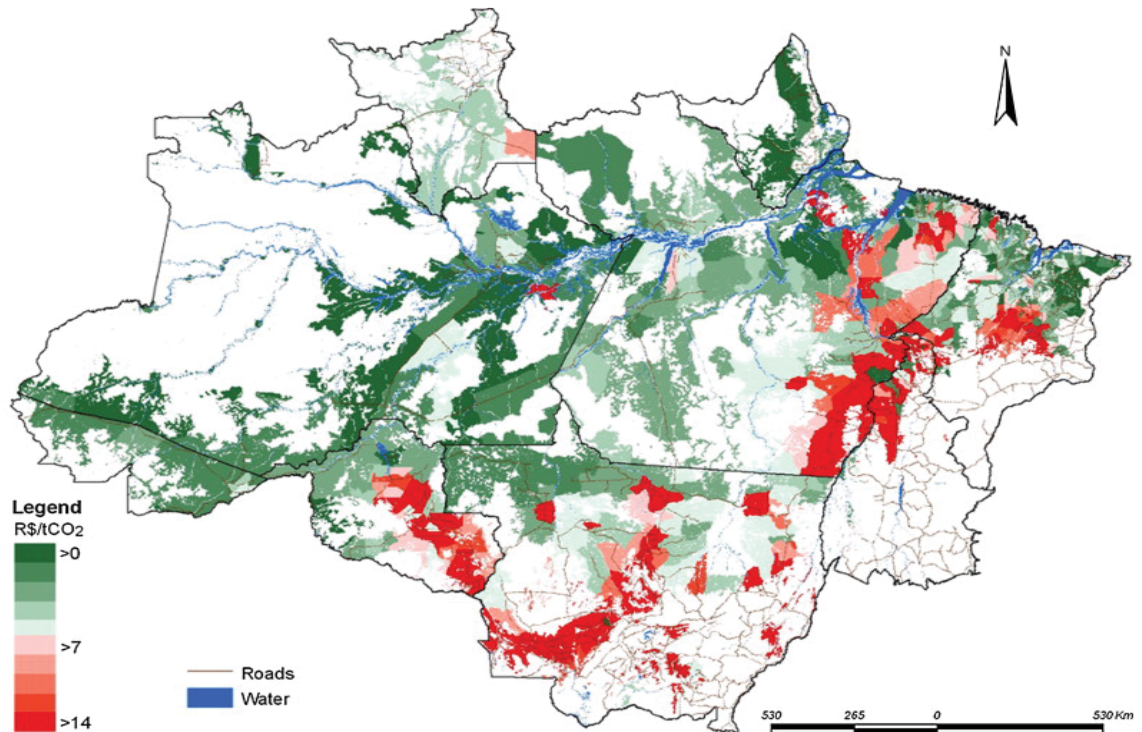 N
Legend
R$/tCO₂
>0
>7
>14
Roads
Water
530 265 0 530 Km